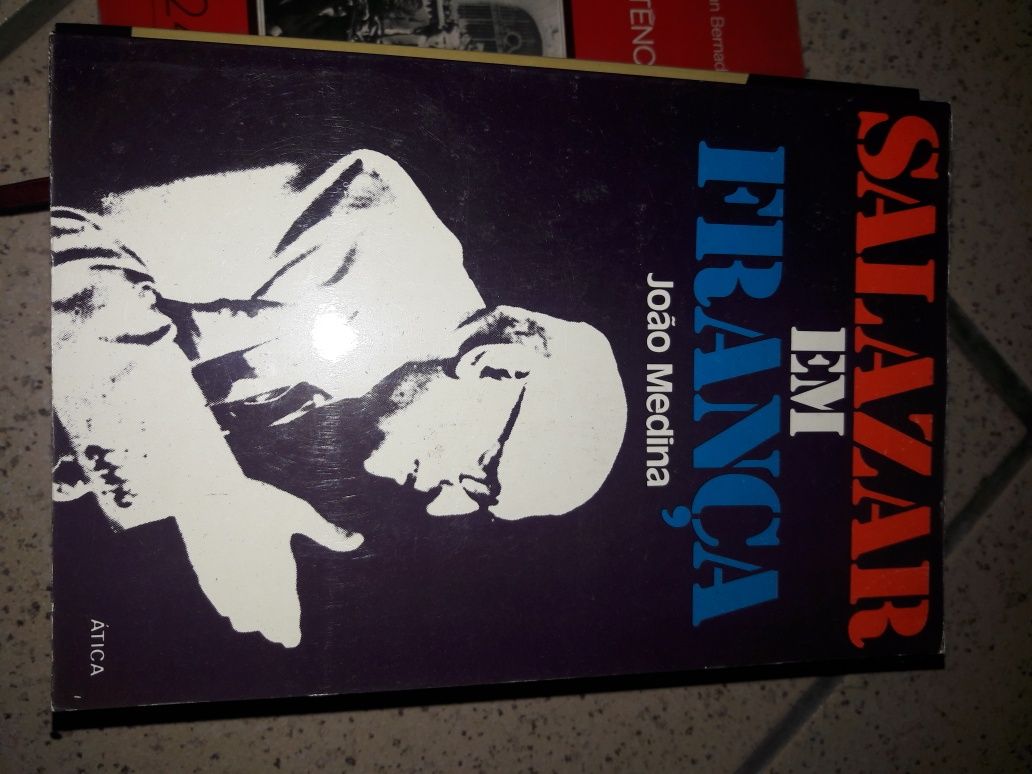 SALAZAR
EM
FRANÇA
João Medina
ÁTICA